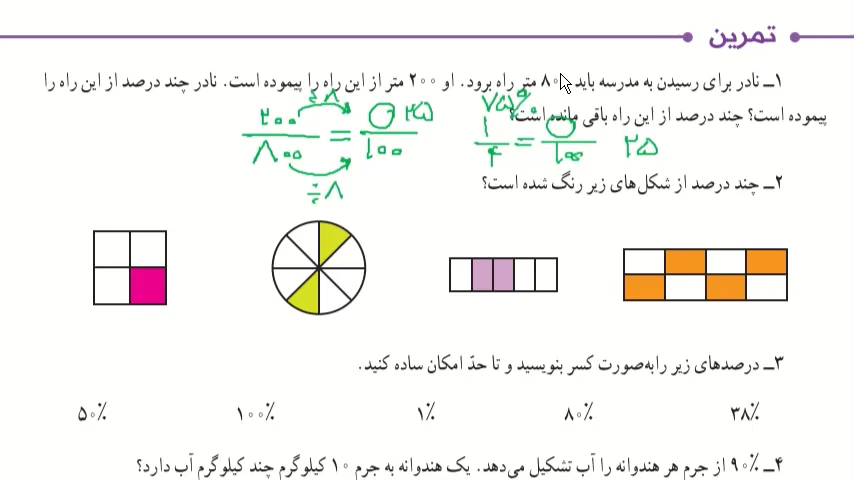 تمرین
۱ــ نادر برای رسیدن به مدرسه باید ۸۰۰ متر راه برود. او ۲۰۰ متر از این راه را پیموده است. نادر چند درصد از این راه را
پیموده است؟ چند درصد از این راه باقی مانده است؟
۲۰۰/۸۰۰ = ۱۰۰ ۲۵
÷۸
÷۸
۷۵٪
۱/۴ = ۱۰۰ ۲۵
۲ــ چند درصد از شکل‌های زیر رنگ شده است؟
۳ــ درصدهای زیر را به‌صورت کسر بنویسید و تا حدّ امکان ساده کنید.
۳۸٪ ۸۰٪ ۱٪ ۱۰۰٪ ۵۰٪
۴ــ ۹۰٪ از جرم هر هندوانه را آب تشکیل می‌دهد. یک هندوانه به جرم ۱۰ کیلوگرم چند کیلوگرم آب دارد؟